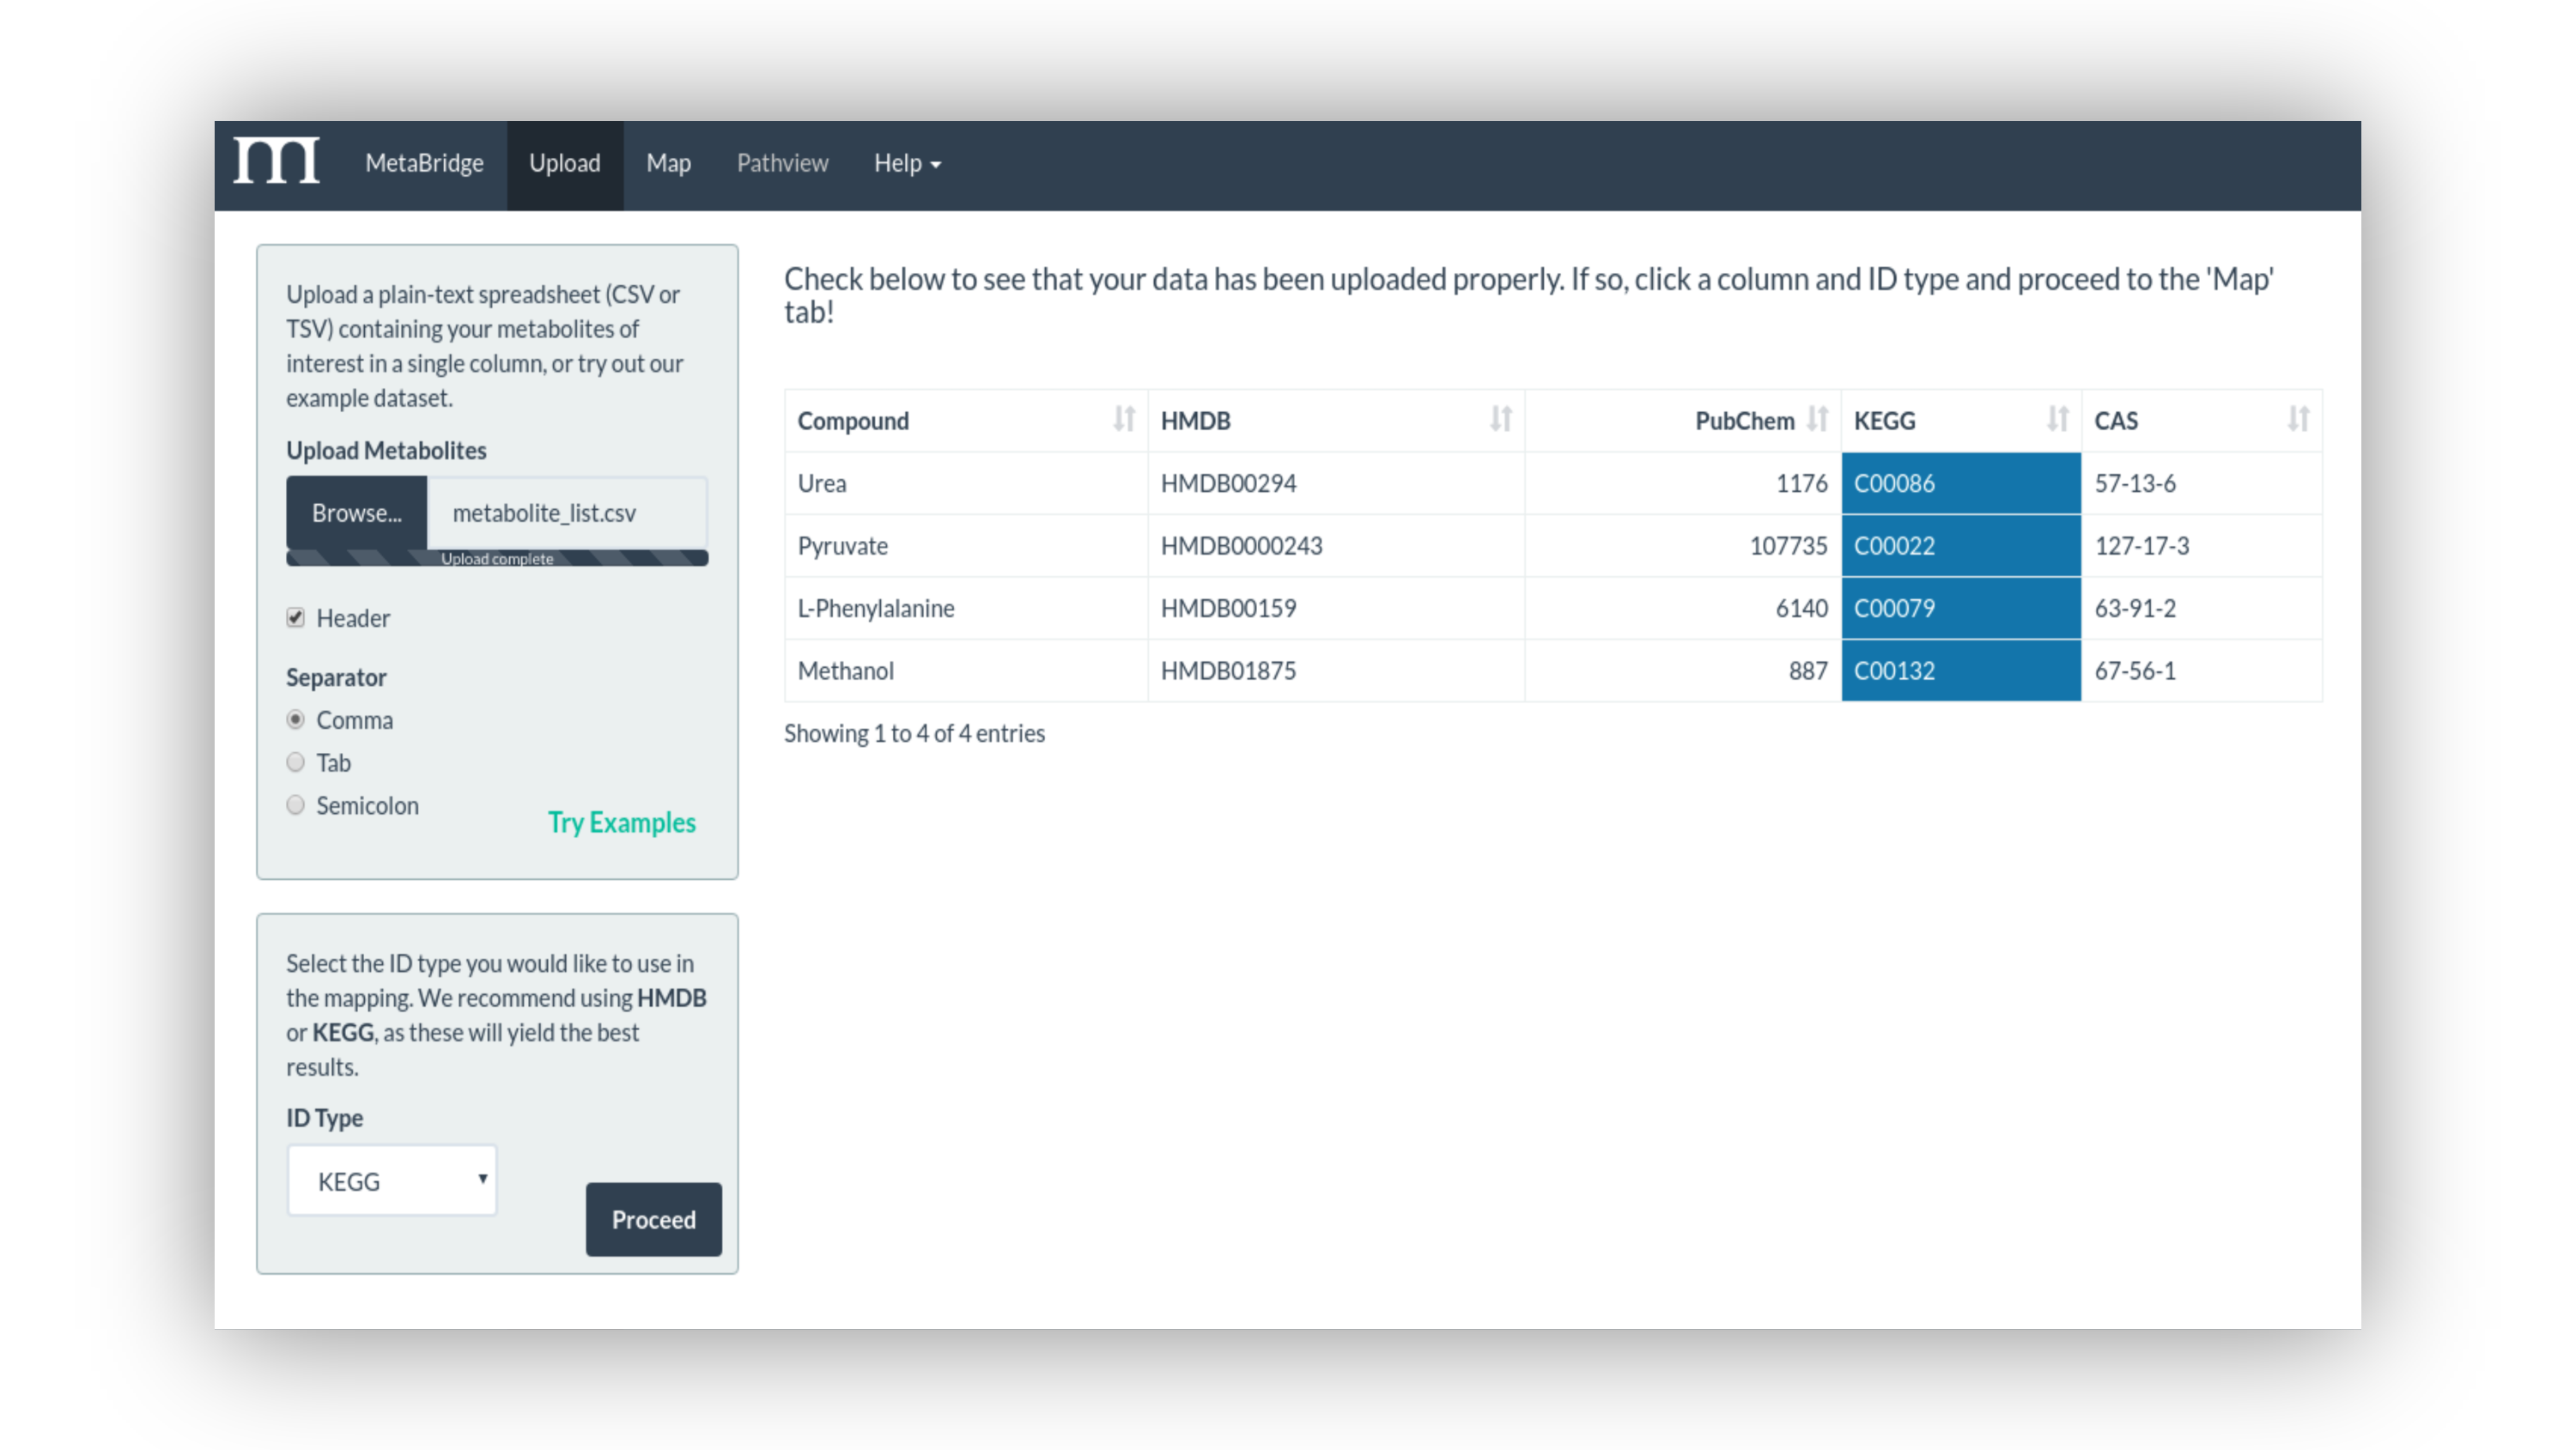 m MetaBridge Upload Map Pathview Help
Upload a plain-text spreadsheet (CSV or
TSV) containing your metabolites of
interest in a single column, or try out our
example dataset.
Upload Metabolites
Browse... metabolite_list.csv
Upload complete
Header
Separator
Comma
Tab
Semicolon
Try Examples
Select the ID type you would like to use in
the mapping. We recommend using HMDB
or KEGG, as these will yield the best
results.
ID Type
KEGG
Proceed
Check below to see that your data has been uploaded properly. If so, click a column and ID type and proceed to the 'Map'
tab!
Compound HMDB PubChem KEGG CAS
Urea HMDB00294 1176 C00086 57-13-6
Pyruvate HMDB0000243 107735 C00022 127-17-3
L-Phenylalanine HMDB00159 6140 C00079 63-91-2
Methanol HMDB01875 887 C00132 67-56-1
Showing 1 to 4 of 4 entries